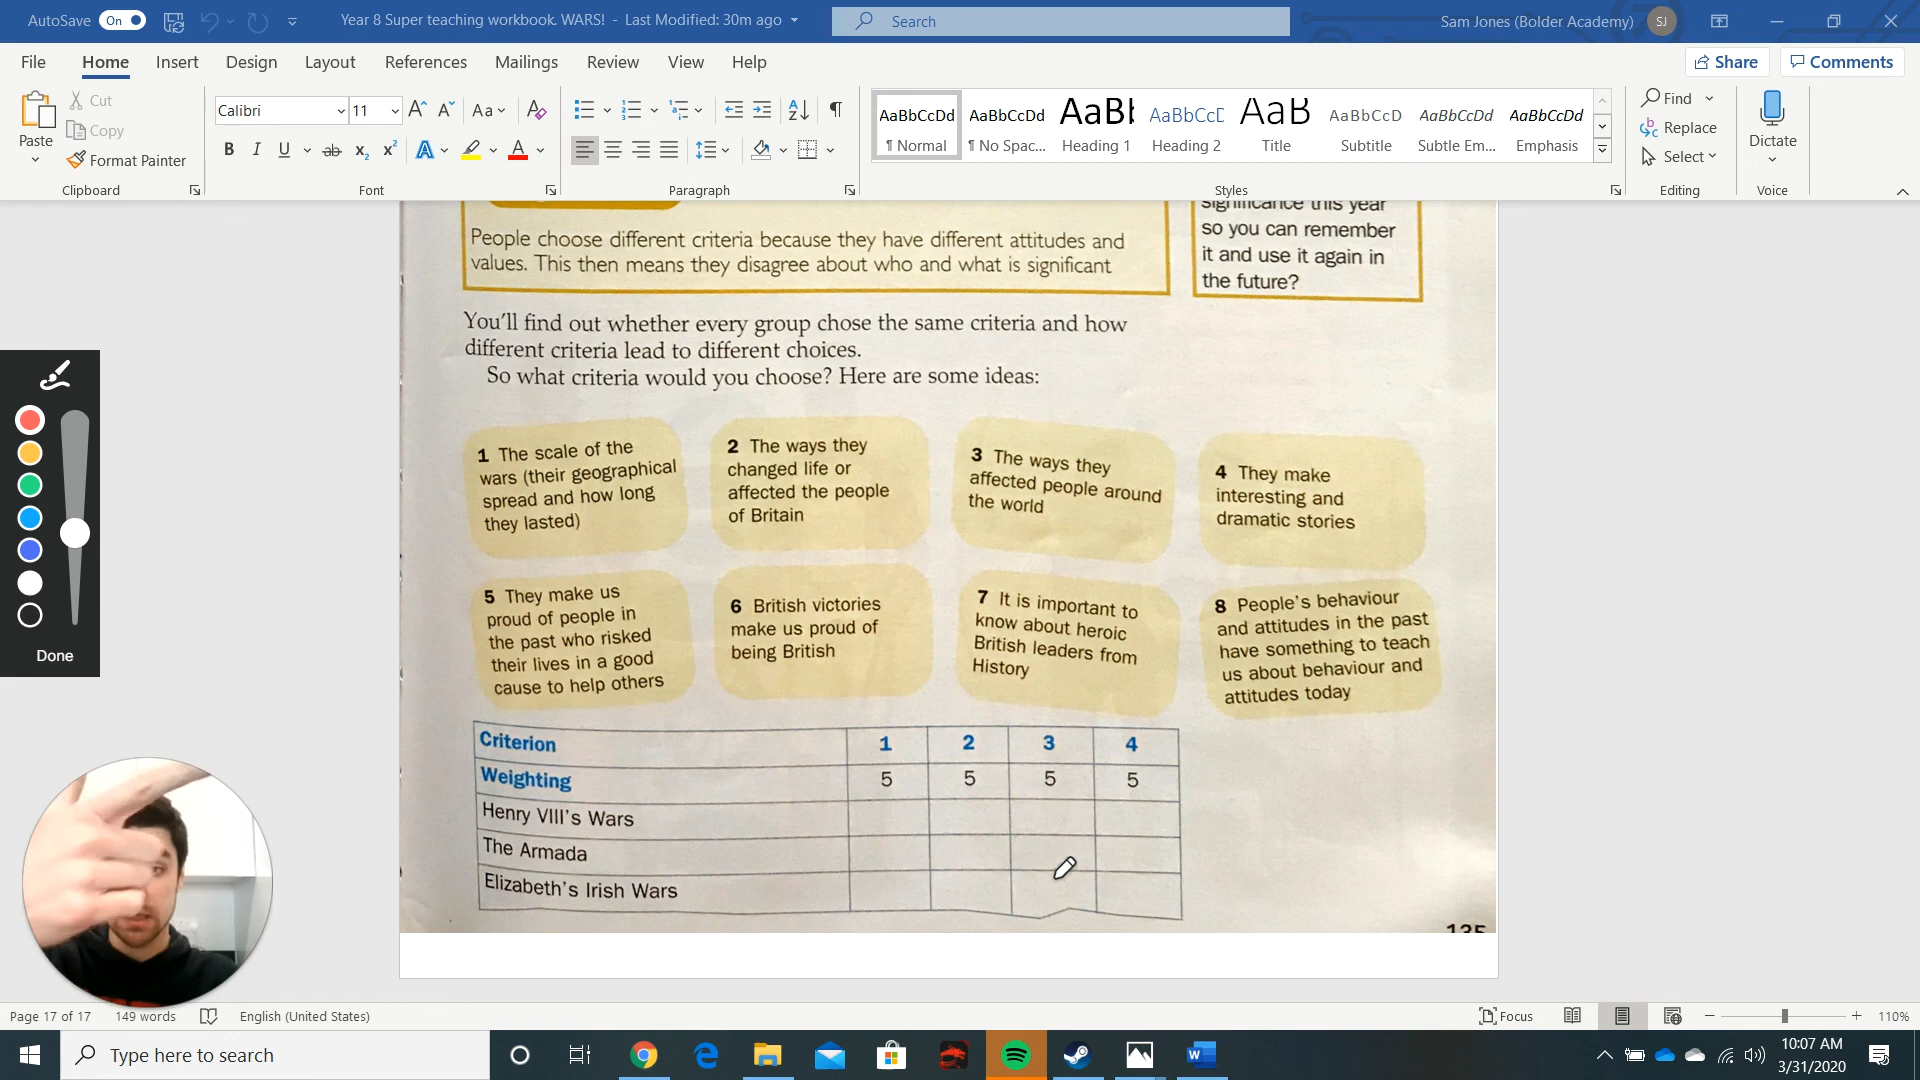 AutoSave On Year 8 Super teaching workbook. WARS! - Last Modified: 30m ago Search Sam Jones (Bolder Academy) SJ
File Home Insert Design Layout References Mailings Review View Help Share Comments
Paste Cut Copy Format Painter
Calibri 11
AaBbCcDd ¶ Normal
AaBbCcDd ¶ No Spac...
AaBb Heading 1
AaBbCcD Heading 2
AaB Title
AaBbCcD Subtitle
AaBbCcDd Subtle Em...
AaBbCcDd Emphasis
Find
Replace
Select
Dictate
Clipboard Font Paragraph Styles Editing Voice
People choose different criteria because they have different attitudes and
values. This then means they disagree about who and what is significant
significance this year
so you can remember
it and use it again in
the future?
You'll find out whether every group chose the same criteria and how
different criteria lead to different choices.
So what criteria would you choose? Here are some ideas:
1 The scale of the
wars (their geographical
spread and how long
they lasted)
2 The ways they
changed life or
affected the people
of Britain
3 The ways they
affected people around
the world
4 They make
interesting and
dramatic stories
5 They make us
proud of people in
the past who risked
their lives in a good
cause to help others
6 British victories
make us proud of
being British
7 It is important to
know about heroic
British leaders from
History
8 People's behaviour
and attitudes in the past
have something to teach
us about behaviour and
attitudes today
Criterion 1 2 3 4
Weighting 5 5 5 5
Henry VIII's Wars
The Armada
Elizabeth's Irish Wars
135
Done
Page 17 of 17 149 words English (United States) Focus 110%
Type here to search
10:07 AM
3/31/2020